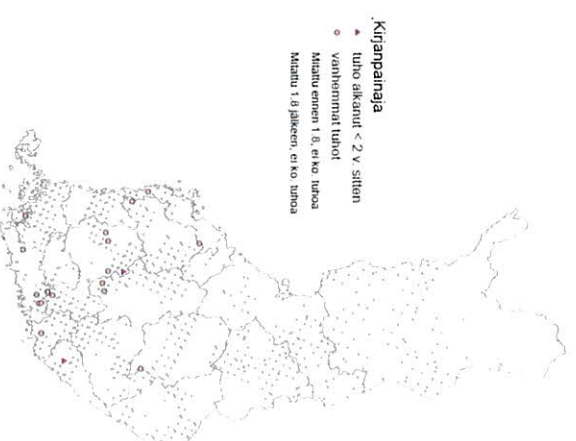 .Kirjanpainaja
tuho alkanut < 2 v. sitten
vanhemmat tuhot
Mitattu ennen 1.8, ei ko. tuhoa
Mitattu 1.8 jälkeen, ei ko. tuhoa